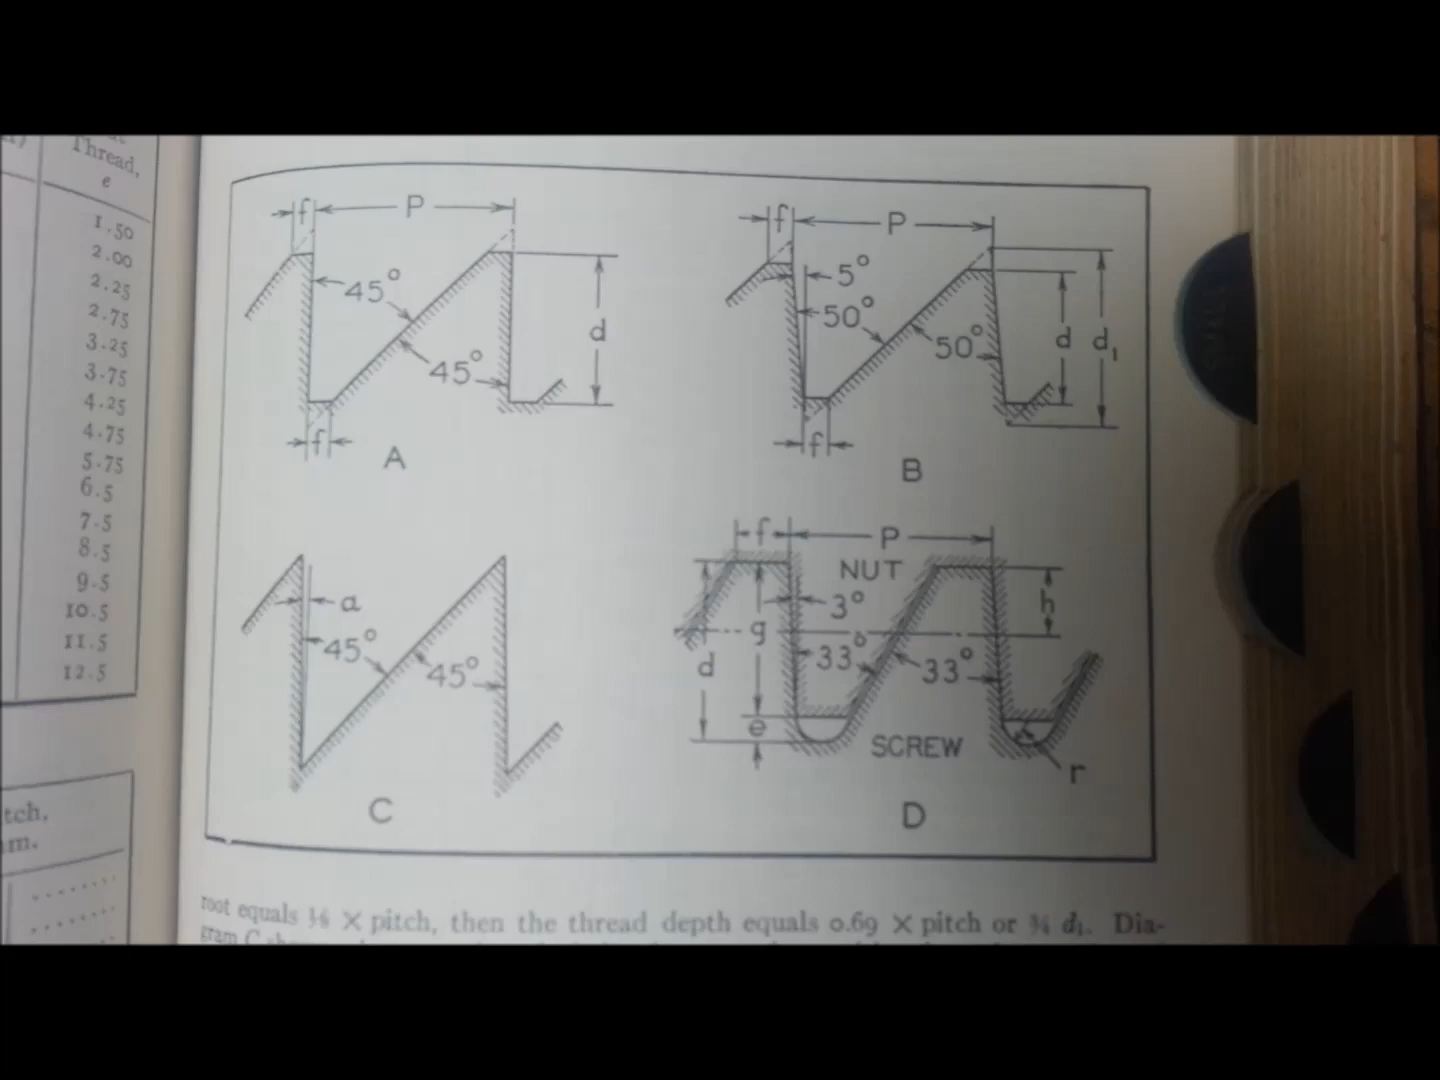 Thread,
e
1.50
2.00
2.25
2.75
3.25
3.75
4.25
4.75
5.75
6.5
7.5
8.5
9.5
10.5
11.5
12.5
tch,
m.
f P
45°
45°
d
f
A
f P
5°
50°
50°
d d₁
f
B
a
45°
45°
C
f P
NUT
3°
h
g
33°
33°
d
e
SCREW
r
D
root equals ⅛ × pitch, then the thread depth equals 0.69 × pitch or ¾ d₁. Dia-
gram C